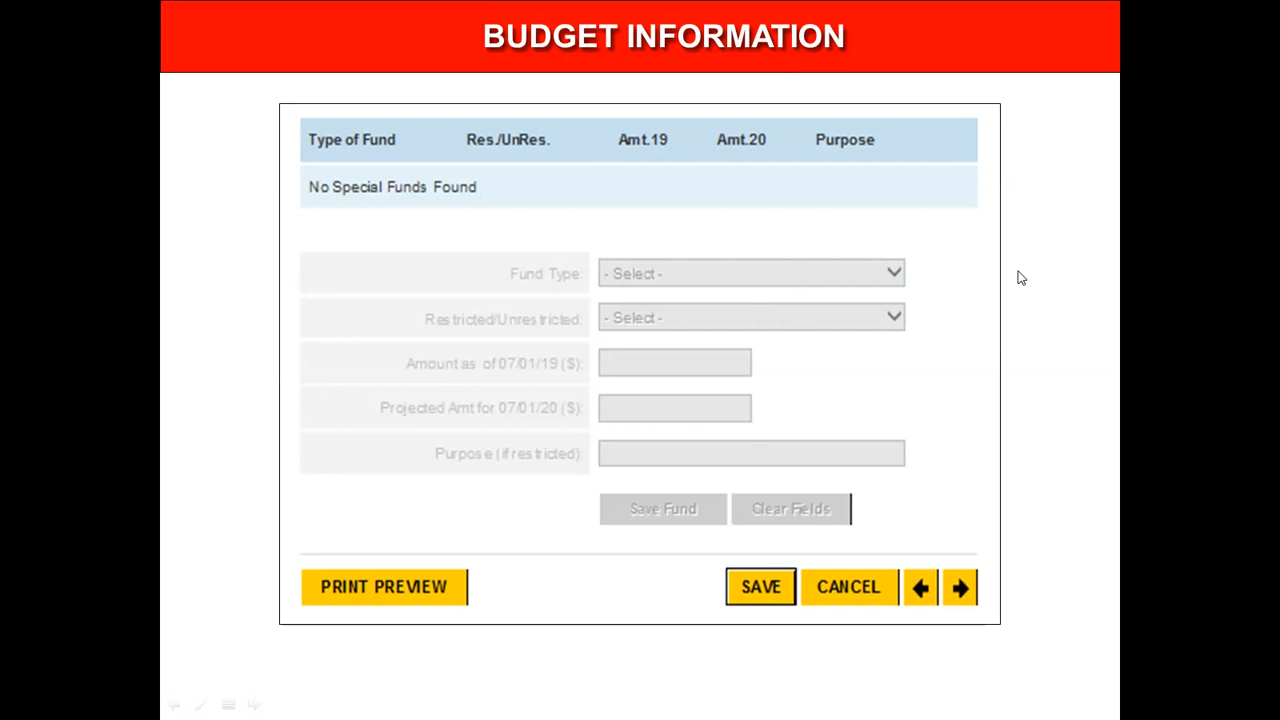 BUDGET INFORMATION
Type of Fund Res./UnRes. Amt.19 Amt.20 Purpose
No Special Funds Found
Fund Type: - Select -
Restricted/Unrestricted: - Select -
Amount as of 07/01/19 ($):
Projected Amt for 07/01/20 ($):
Purpose (if restricted):
Save Fund Clear Fields
PRINT PREVIEW SAVE CANCEL